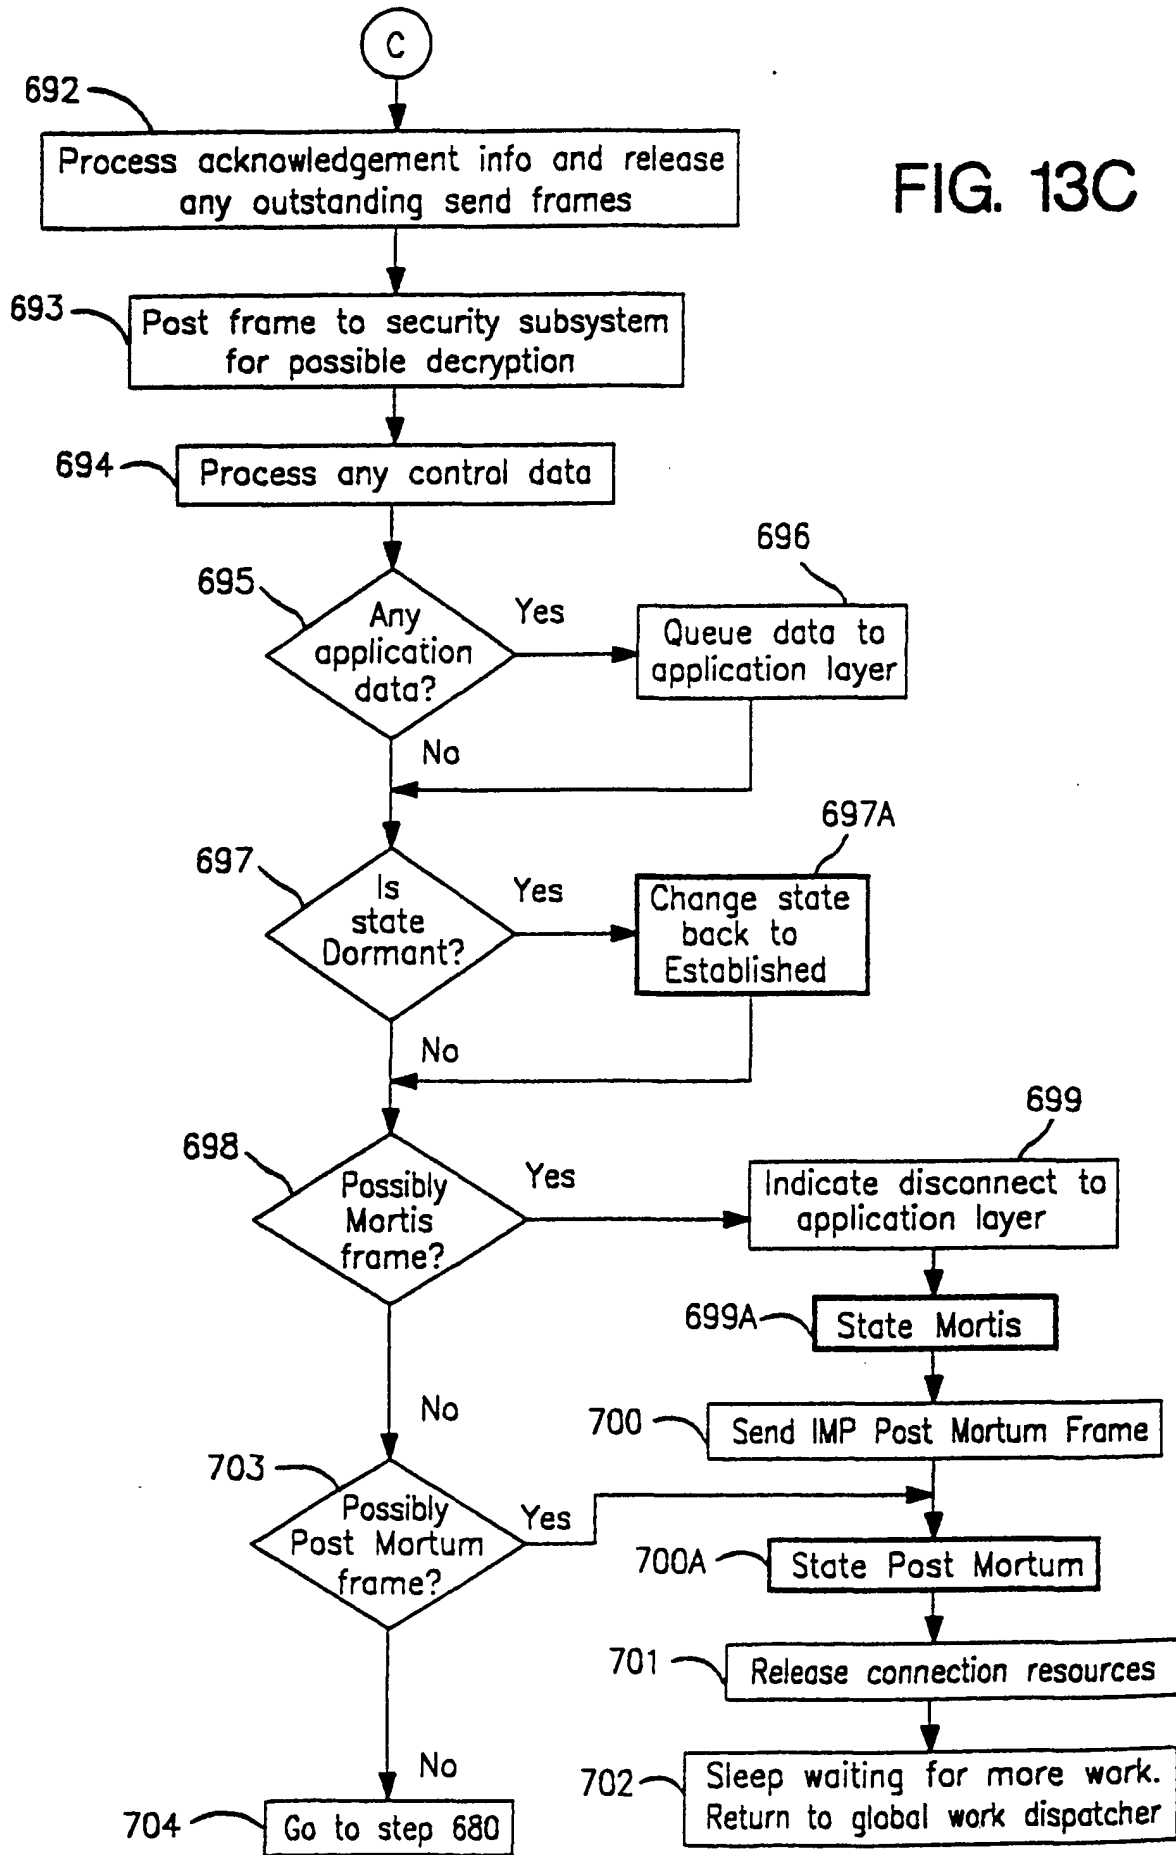 C
FIG. 13C
692
Process acknowledgement info and release
any outstanding send frames
693
Post frame to security subsystem
for possible decryption
694
Process any control data
695
Any
application
data?
Yes
696
Queue data to
application layer
No
697
Is
state
Dormant?
Yes
697A
Change state
back to
Established
No
698
Possibly
Mortis
frame?
Yes
699
Indicate disconnect to
application layer
699A
State Mortis
No
700
Send IMP Post Mortum Frame
703
Possibly
Post Mortum
frame?
Yes
700A
State Post Mortum
701
Release connection resources
No
702
Sleep waiting for more work.
Return to global work dispatcher
704
Go to step 680